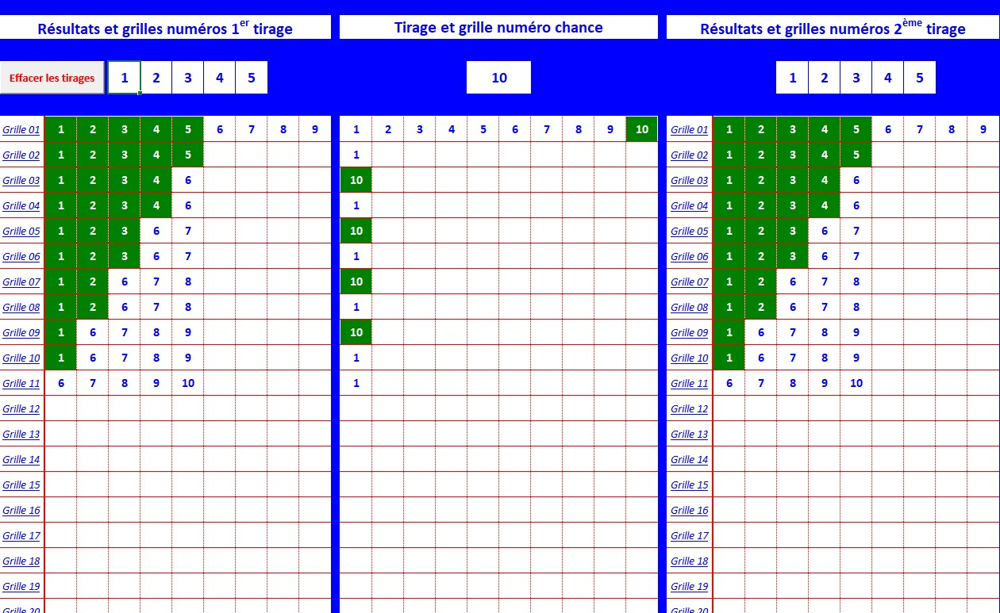 Résultats et grilles numéros 1er tirage Tirage et grille numéro chance Résultats et grilles numéros 2ème tirage
Effacer les tirages 1 2 3 4 5 10 1 2 3 4 5
Grille 01 1 2 3 4 5 6 7 8 9 1 2 3 4 5 6 7 8 9 10 Grille 01 1 2 3 4 5 6 7 8 9
Grille 02 1 2 3 4 5 1 Grille 02 1 2 3 4 5
Grille 03 1 2 3 4 6 10 Grille 03 1 2 3 4 6
Grille 04 1 2 3 4 6 1 Grille 04 1 2 3 4 6
Grille 05 1 2 3 6 7 10 Grille 05 1 2 3 6 7
Grille 06 1 2 3 6 7 1 Grille 06 1 2 3 6 7
Grille 07 1 2 6 7 8 10 Grille 07 1 2 6 7 8
Grille 08 1 2 6 7 8 1 Grille 08 1 2 6 7 8
Grille 09 1 6 7 8 9 10 Grille 09 1 6 7 8 9
Grille 10 1 6 7 8 9 1 Grille 10 1 6 7 8 9
Grille 11 6 7 8 9 10 1 Grille 11 6 7 8 9 10
Grille 12 Grille 12
Grille 13 Grille 13
Grille 14 Grille 14
Grille 15 Grille 15
Grille 16 Grille 16
Grille 17 Grille 17
Grille 18 Grille 18
Grille 19 Grille 19
Grille 20 Grille 20